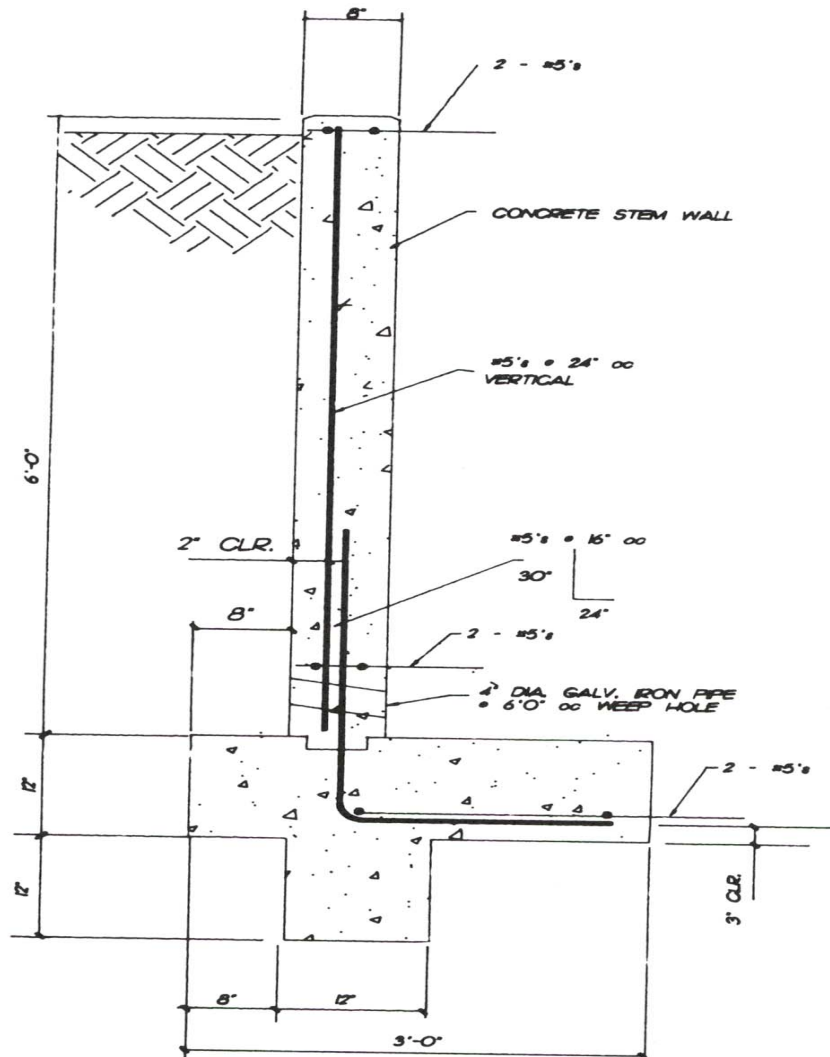 8"
2 - #5's
CONCRETE STEM WALL
#5's @ 24" oc
VERTICAL
6'-0"
2" CLR.
#5's @ 16" oc
30"
24"
8"
2 - #5's
4" DIA. GALV. IRON PIPE
@ 6'0" oc WEEP HOLE
12"
2 - #5's
12"
3" CLR.
8"
12"
3'-0"